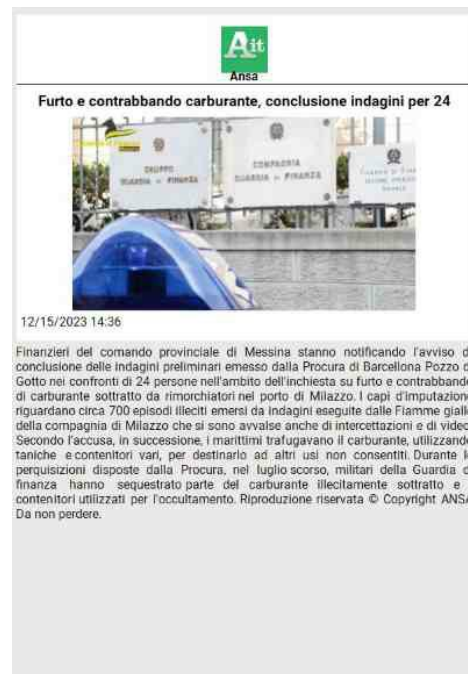 Ait
Ansa
Furto e contrabbando carburante, conclusione indagini per 24
GRUPPO
GUARDIA DI FINANZA
COMPAGNIA
GUARDIA DI FINANZA
12/15/2023 14:36
Finanzieri del comando provinciale di Messina stanno notificando l'avviso d
conclusione delle indagini preliminari emesso dalla Procura di Barcellona Pozzo d
Gotto nei confronti di 24 persone nell'ambito dell'inchiesta su furto e contrabbando
di carburante sottratto da rimorchiatori nel porto di Milazzo. I capi d'imputazione
riguardano circa 700 episodi illeciti emersi da indagini eseguite dalle Fiamme gialle
della compagnia di Milazzo che si sono avvalse anche di intercettazioni e di video.
Secondo l'accusa, in successione, i marittimi trafugavano il carburante, utilizzando
taniche e contenitori vari, per destinarlo ad altri usi non consentiti. Durante le
perquisizioni disposte dalla Procura, nel luglio scorso, militari della Guardia d
finanza hanno sequestrato parte del carburante illecitamente sottratto e i
contenitori utilizzati per l'occultamento. Riproduzione riservata © Copyright ANSA
Da non perdere.